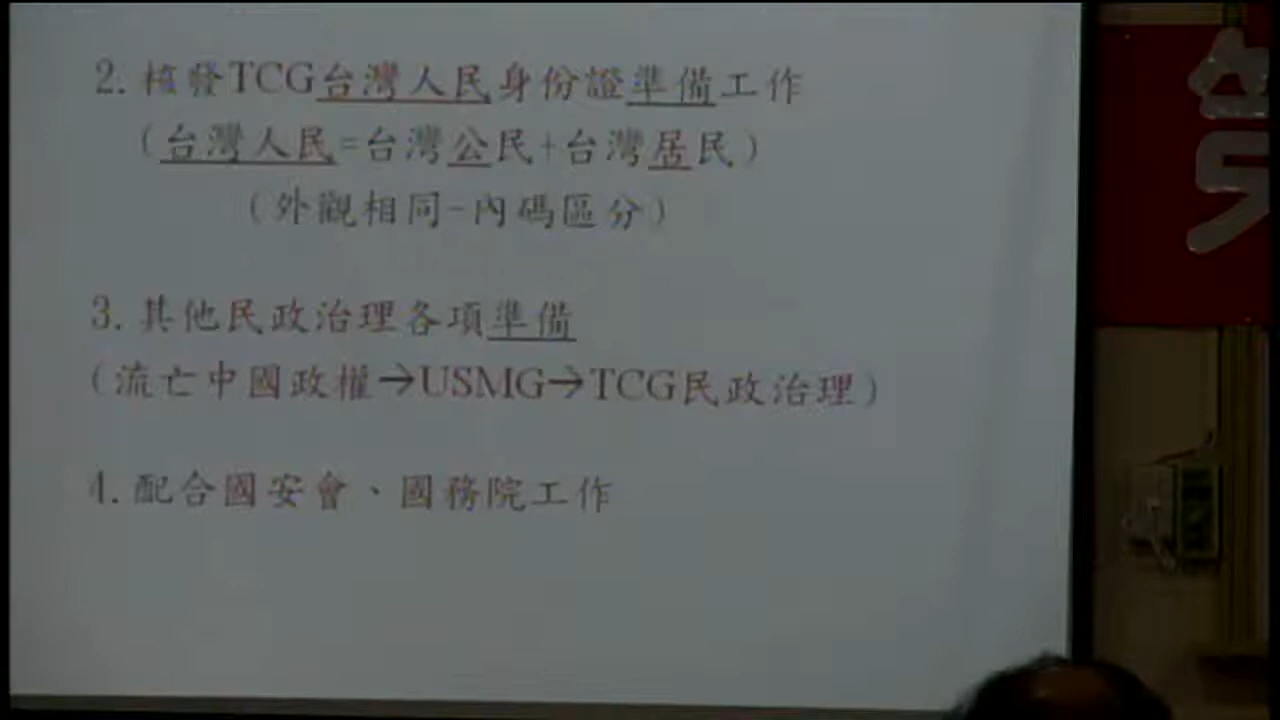 2. 核發TCG台灣人民身份證準備工作
(台灣人民=台灣公民+台灣居民)
(外觀相同-內碼區分)
3. 其他民政治理各項準備
(流亡中國政權→USMG→TCG民政治理)
4. 配合國安會、國務院工作